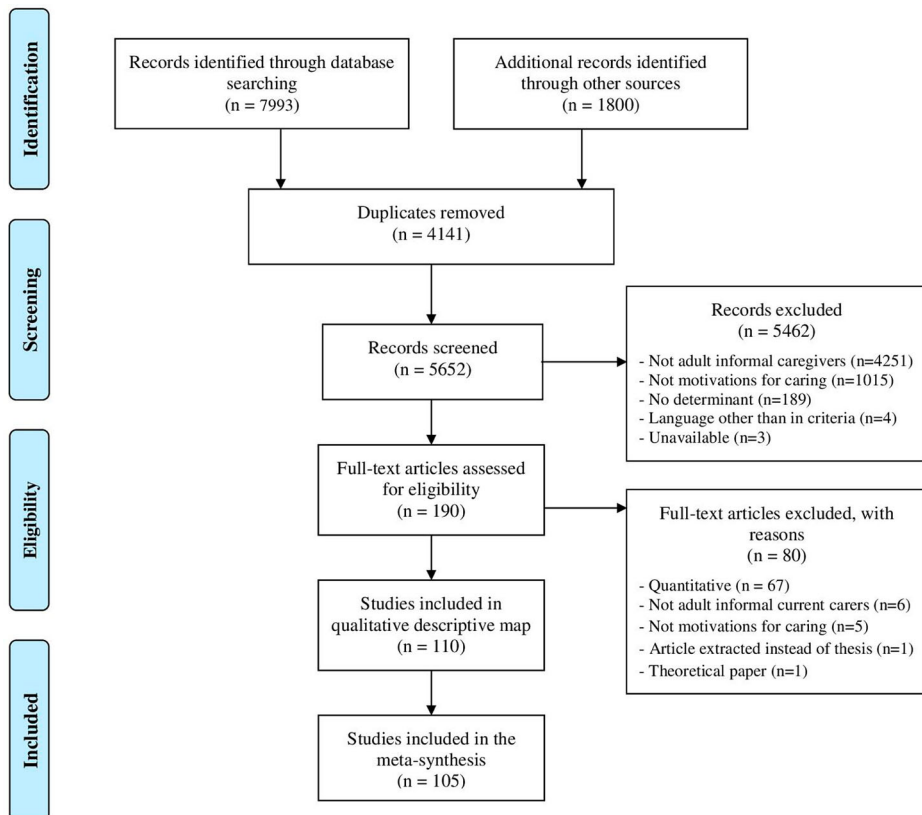 Identification
Records identified through database
searching
(n = 7993)
Additional records identified
through other sources
(n = 1800)
Duplicates removed
(n = 4141)
Screening
Records screened
(n = 5652)
Records excluded
(n = 5462)
- Not adult informal caregivers (n=4251)
- Not motivations for caring (n=1015)
- No determinant (n=189)
- Language other than in criteria (n=4)
- Unavailable (n=3)
Eligibility
Full-text articles assessed
for eligibility
(n = 190)
Full-text articles excluded, with
reasons
(n = 80)
- Quantitative (n = 67)
- Not adult informal current carers (n=6)
- Not motivations for caring (n=5)
- Article extracted instead of thesis (n=1)
- Theoretical paper (n=1)
Studies included in
qualitative descriptive map
(n = 110)
Included
Studies included in the
meta-synthesis
(n = 105)